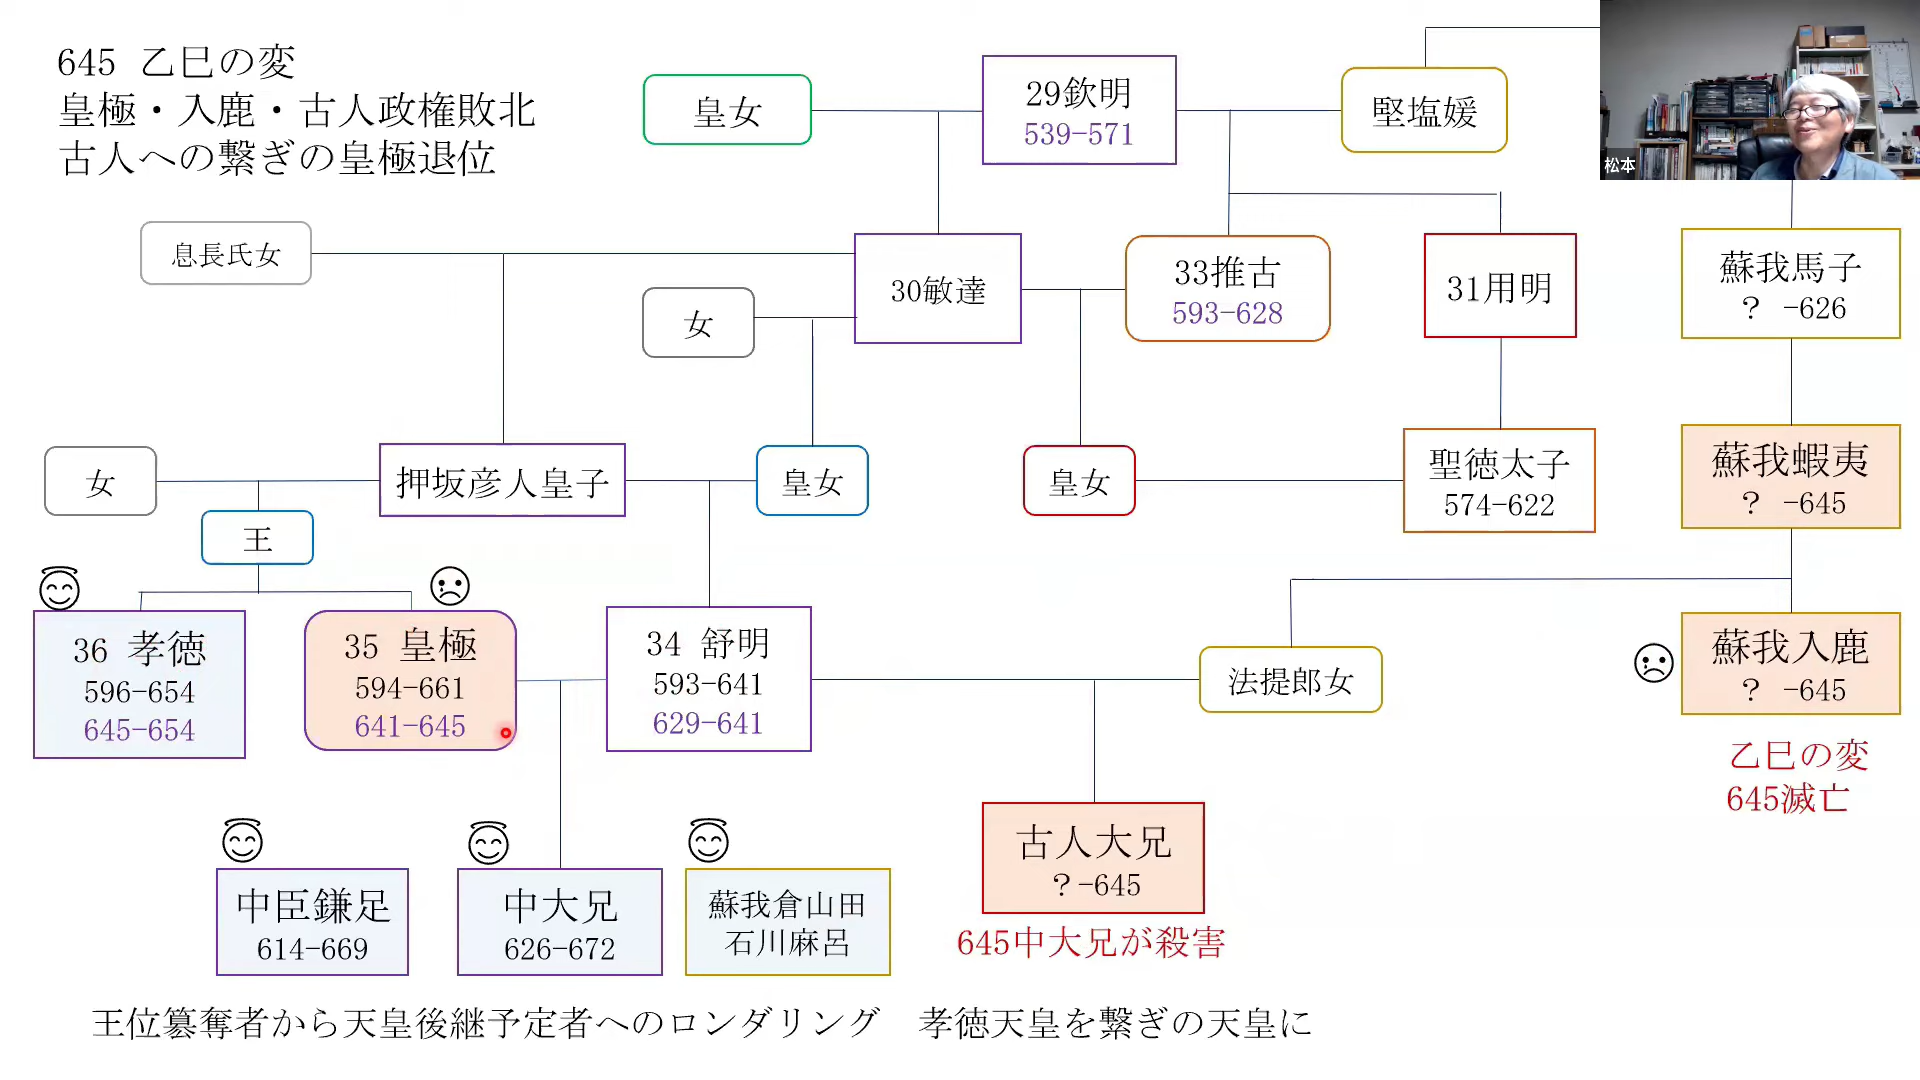 645 乙巳の変
皇極・入鹿・古人政権敗北
古人への繋ぎの皇極退位
皇女
29欽明
539-571
堅塩媛
松本
息長氏女
女
30敏達
33推古
593-628
31用明
蘇我馬子
？ -626
女
押坂彦人皇子
皇女
皇女
聖徳太子
574-622
蘇我蝦夷
？ -645
王
36 孝徳
596-654
645-654
35 皇極
594-661
641-645
34 舒明
593-641
629-641
法提郎女
蘇我入鹿
？ -645
乙巳の変
645滅亡
中臣鎌足
614-669
中大兄
626-672
蘇我倉山田
石川麻呂
古人大兄
？-645
645中大兄が殺害
王位簒奪者から天皇後継予定者へのロンダリング　孝徳天皇を繋ぎの天皇に